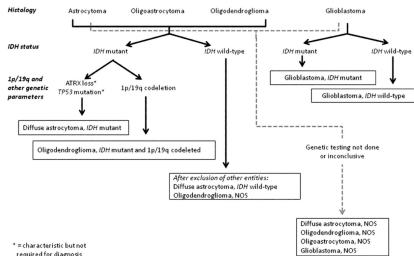 Histology Astrocytoma Oligoastrocytoma Oligodendroglioma Glioblastoma
IDH status IDH mutant IDH wild-type IDH mutant IDH wild-type
1p/19q and
other genetic
parameters
ATRX loss*
TP53 mutation*
1p/19q codeletion
Glioblastoma, IDH mutant
Glioblastoma, IDH wild-type
Diffuse astrocytoma, IDH mutant
Oligodendroglioma, IDH mutant and 1p/19q codeleted
Genetic testing not done
or inconclusive
After exclusion of other entities:
Diffuse astrocytoma, IDH wild-type
Oligodendroglioma, NOS
Diffuse astrocytoma, NOS
Oligodendroglioma, NOS
Oligoastrocytoma, NOS
Glioblastoma, NOS
* = characteristic but not
required for diagnosis